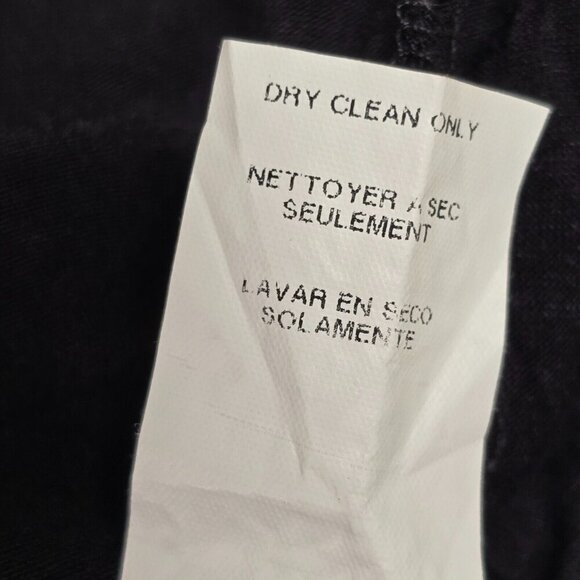 DRY CLEAN ONLY
NETTOYER A SEC
SEULEMENT
LAVAR EN SECO
SOLAMENTE